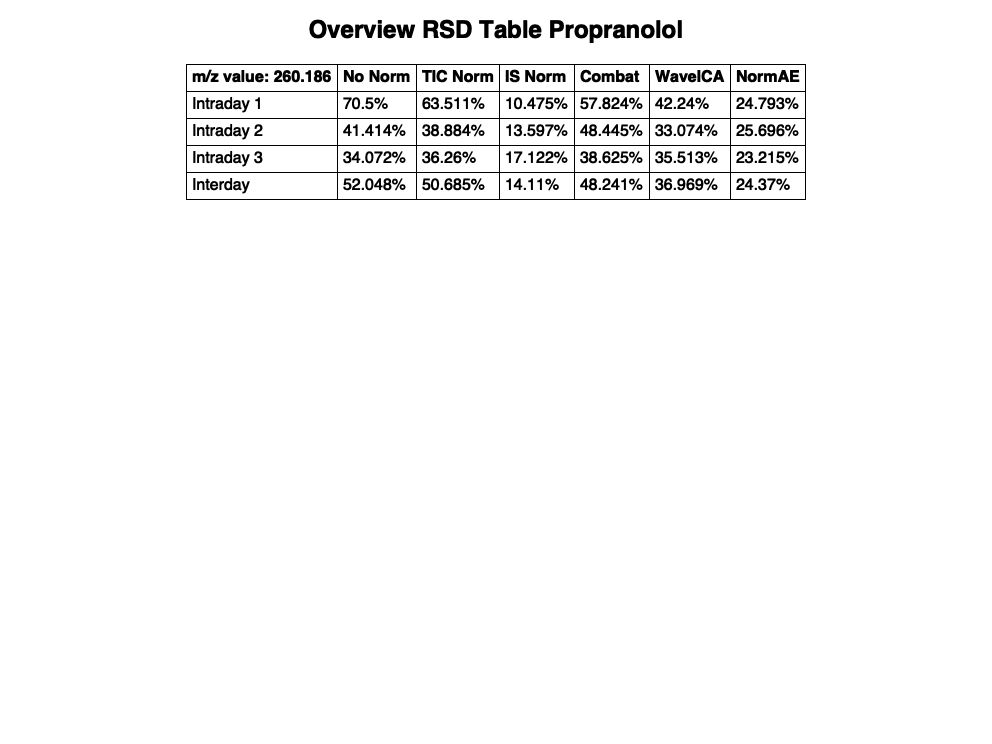 Overview RSD Table Propranolol
m/z value: 260.186 No Norm TIC Norm IS Norm Combat WaveICA NormAE
Intraday 1 70.5% 63.511% 10.475% 57.824% 42.24% 24.793%
Intraday 2 41.414% 38.884% 13.597% 48.445% 33.074% 25.696%
Intraday 3 34.072% 36.26% 17.122% 38.625% 35.513% 23.215%
Interday 52.048% 50.685% 14.11% 48.241% 36.969% 24.37%